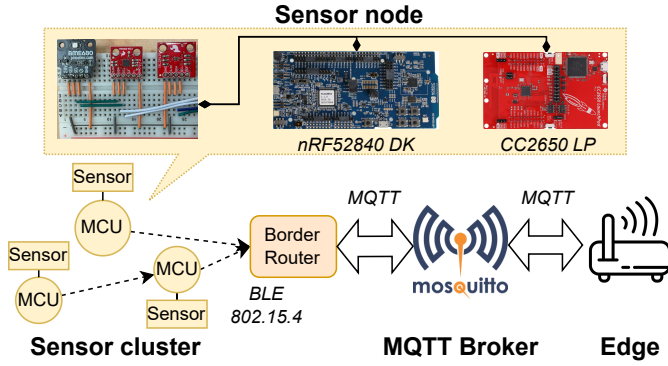 Sensor node
BME680
nRF52840 DK
CC2650 LP
Sensor
MCU
Sensor
MCU
MCU
Sensor
Border
Router
BLE
802.15.4
MQTT
MQTT
mosquitto
Sensor cluster
MQTT Broker
Edge